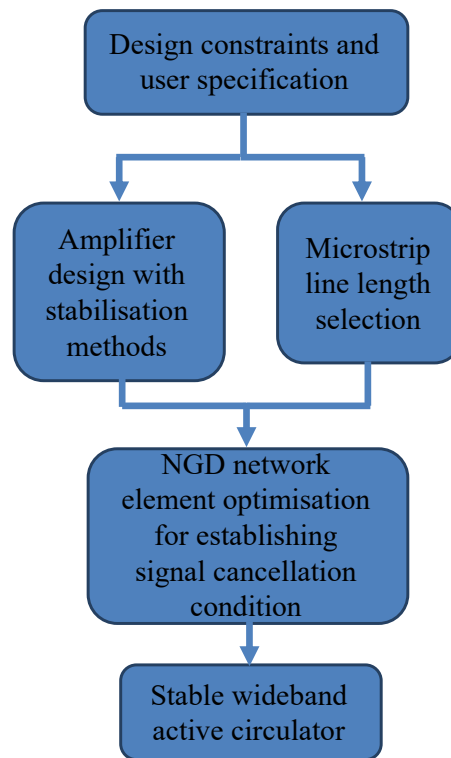 Design constraints and
user specification
Amplifier
design with
stabilisation
methods
Microstrip
line length
selection
NGD network
element optimisation
for establishing
signal cancellation
condition
Stable wideband
active circulator